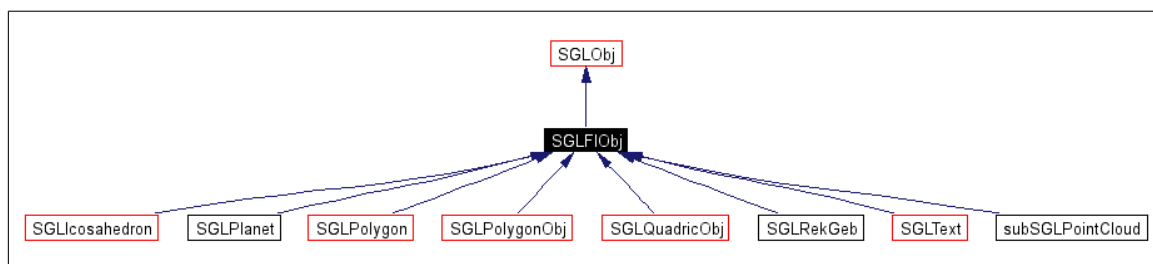 SGLObj
SGLFlObj
SGLIcosahedron SGLPlanet SGLPolygon SGLPolygonObj SGLQuadricObj SGLRekGeb SGLText subSGLPointCloud